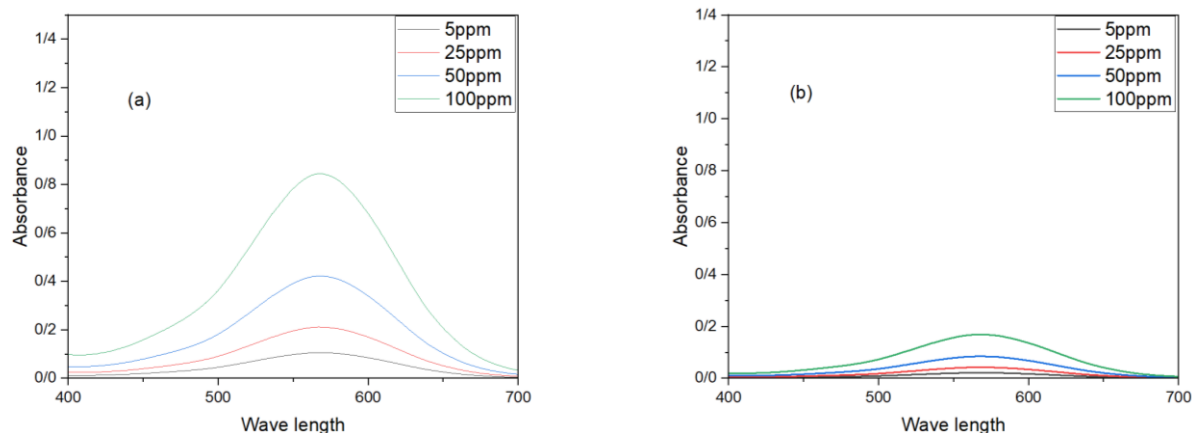 1/4
1/2
1/0
0/8
0/6
0/4
0/2
0/0
Absorbance
(a)
5ppm
25ppm
50ppm
100ppm
400
500
600
700
Wave length
1/4
1/2
1/0
0/8
0/6
0/4
0/2
0/0
Absorbance
(b)
5ppm
25ppm
50ppm
100ppm
400
500
600
700
Wave length